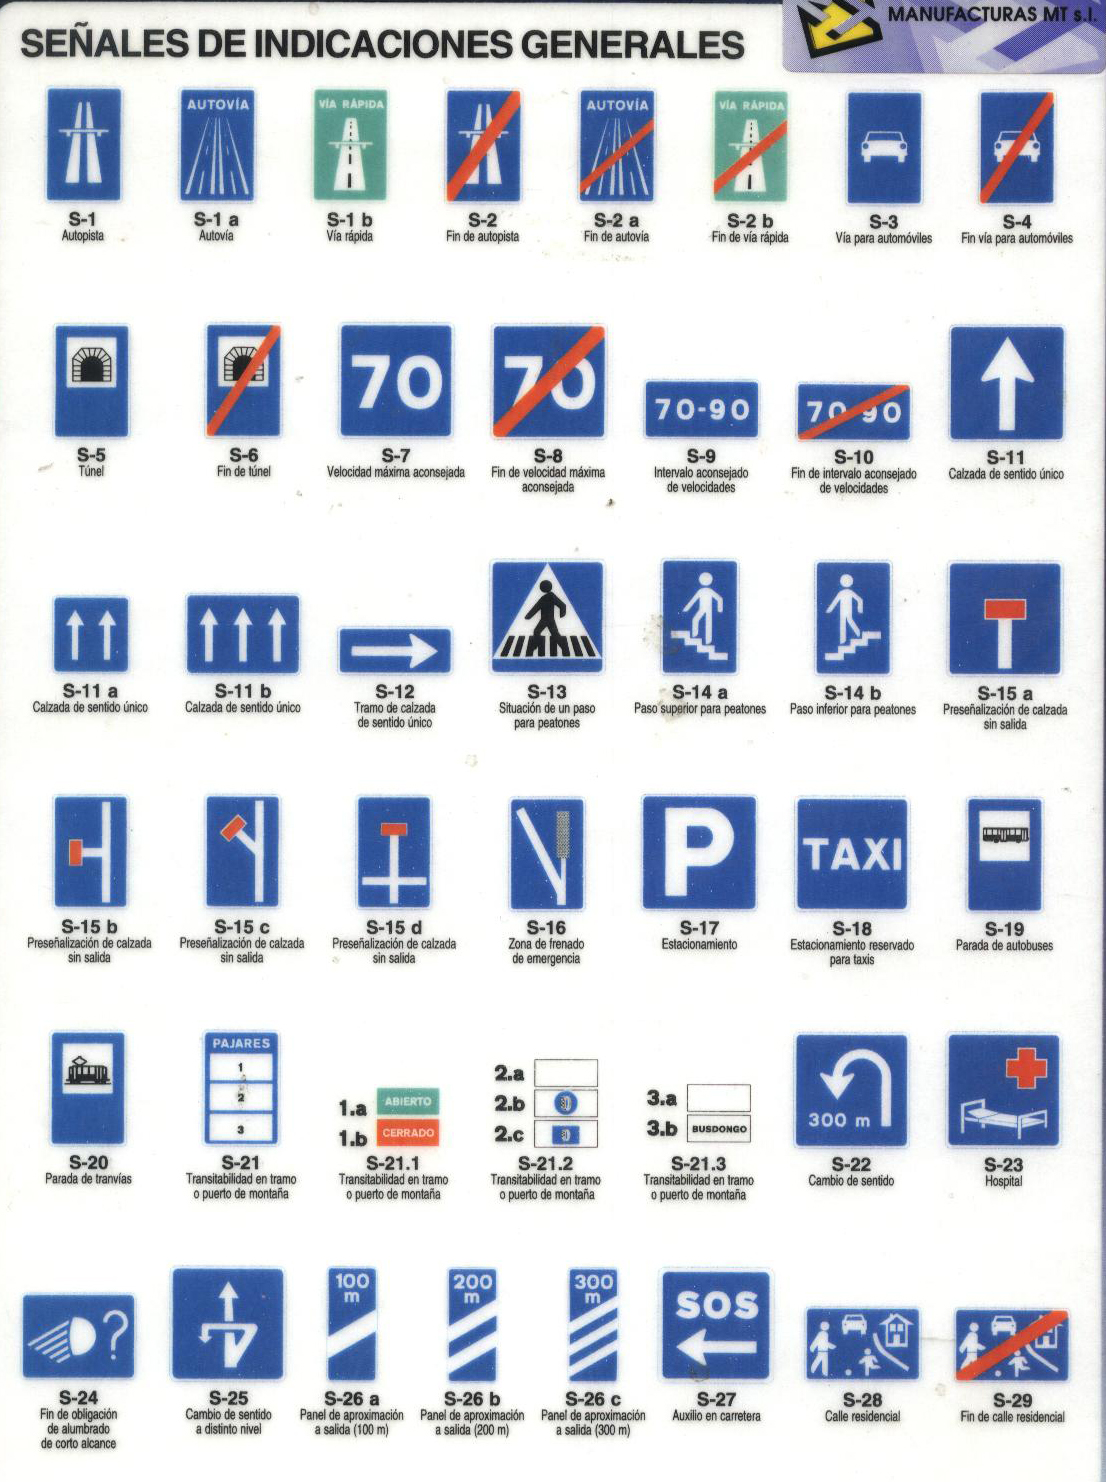 MANUFACTURAS MT s.l.
SEÑALES DE INDICACIONES GENERALES
AUTOVÍA
VÍA RÁPIDA
AUTOVÍA
VÍA RÁPIDA
S-1
Autopista
S-1 a
Autovía
S-1 b
Vía rápida
S-2
Fin de autopista
S-2 a
Fin de autovía
S-2 b
Fin de vía rápida
S-3
Vía para automóviles
S-4
Fin vía para automóviles
70
70
70-90
70-90
S-5
Túnel
S-6
Fin de túnel
S-7
Velocidad máxima aconsejada
S-8
Fin de velocidad máxima
aconsejada
S-9
Intervalo aconsejado
de velocidades
S-10
Fin de intervalo aconsejado
de velocidades
S-11
Calzada de sentido único
S-11 a
Calzada de sentido único
S-11 b
Calzada de sentido único
S-12
Tramo de calzada
de sentido único
S-13
Situación de un paso
para peatones
S-14 a
Paso superior para peatones
S-14 b
Paso inferior para peatones
S-15 a
Preseñalización de calzada
sin salida
P
TAXI
S-15 b
Preseñalización de calzada
sin salida
S-15 c
Preseñalización de calzada
sin salida
S-15 d
Preseñalización de calzada
sin salida
S-16
Zona de frenado
de emergencia
S-17
Estacionamiento
S-18
Estacionamiento reservado
para taxis
S-19
Parada de autobuses
PAJARES
1
2
3
1.a ABIERTO
1.b CERRADO
2.a
2.b
2.c
3.a
3.b BUSDONGO
300 m
S-20
Parada de tranvías
S-21
Transitabilidad en tramo
o puerto de montaña
S-21.1
Transitabilidad en tramo
o puerto de montaña
S-21.2
Transitabilidad en tramo
o puerto de montaña
S-21.3
Transitabilidad en tramo
o puerto de montaña
S-22
Cambio de sentido
S-23
Hospital
?
100
m
200
m
300
m
SOS
S-24
Fin de obligación
de alumbrado
de corto alcance
S-25
Cambio de sentido
a distinto nivel
S-26 a
Panel de aproximación
a salida (100 m)
S-26 b
Panel de aproximación
a salida (200 m)
S-26 c
Panel de aproximación
a salida (300 m)
S-27
Auxilio en carretera
S-28
Calle residencial
S-29
Fin de calle residencial